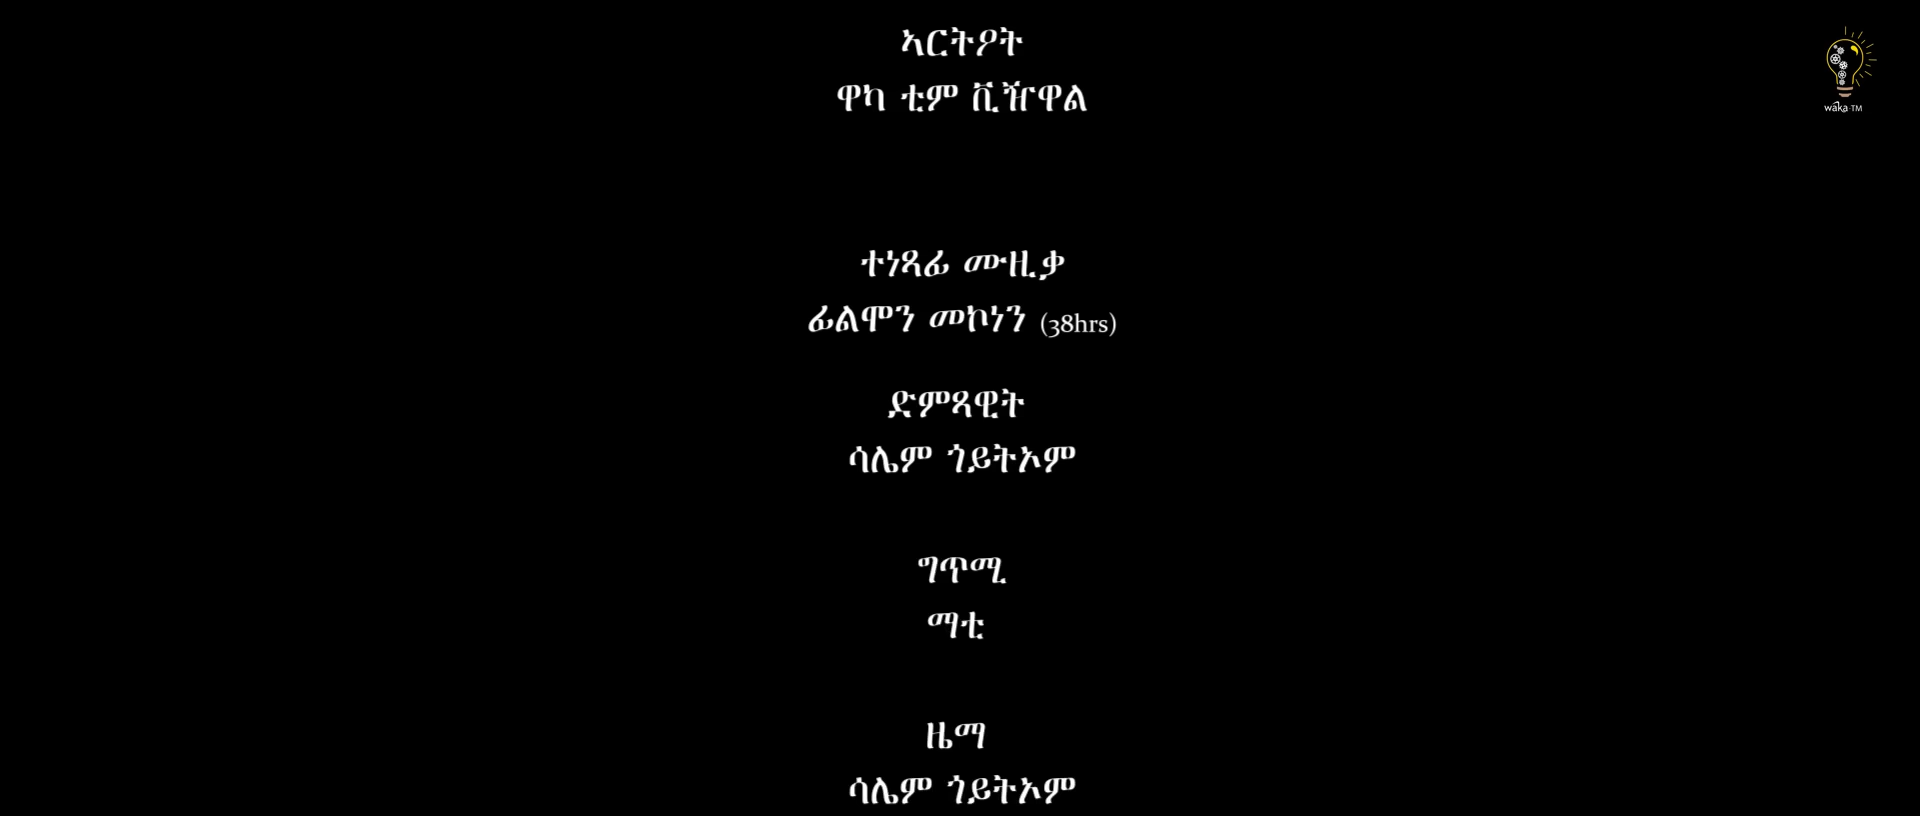 ኣርትዖት
ዋካ ቲም ቪዥዋል
waka TM
ተነጻፊ ሙዚቃ
ፊልሞን መኮነን (38hrs)
ድምጻዊት
ሳሌም ጎይትኦም
ግጥሚ
ማቲ
ዜማ
ሳሌም ጎይትኦም